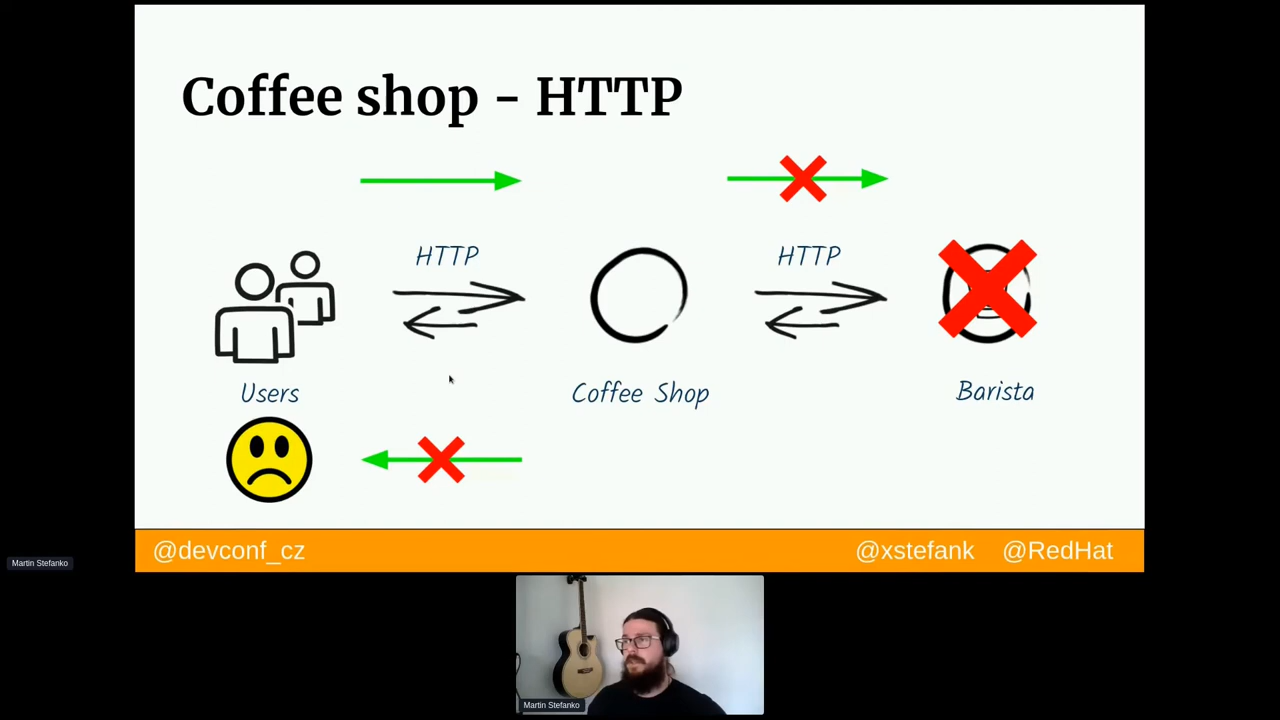 Coffee shop - HTTP
HTTP
HTTP
Users
Coffee Shop
Barista
@devconf_cz
@xstefank
@RedHat
Martin Stefanko
Martin Stefanko